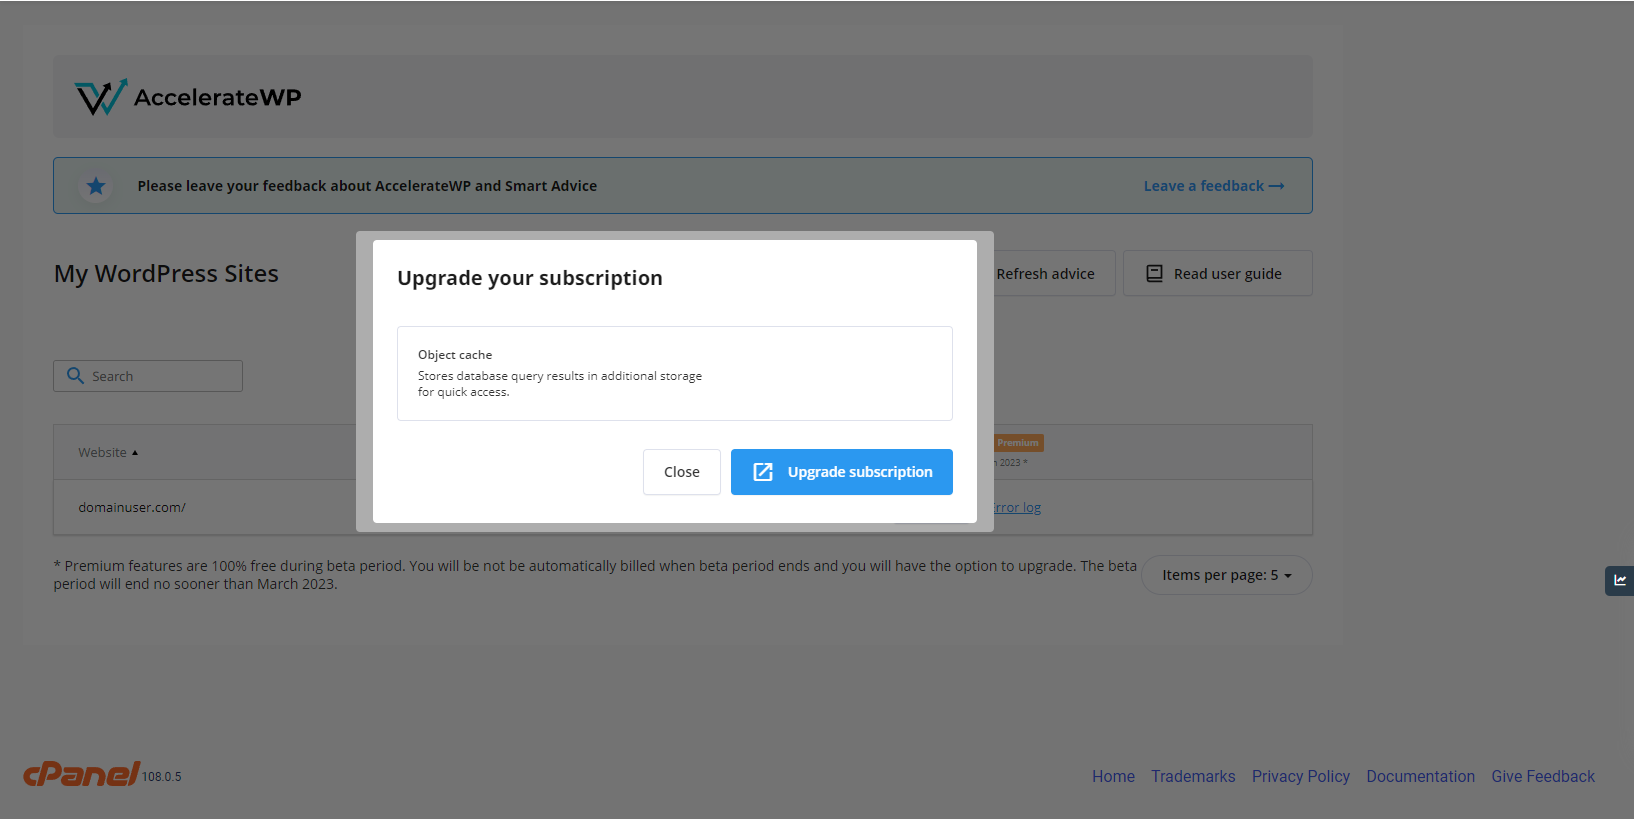 AccelerateWP
Please leave your feedback about AccelerateWP and Smart Advice
Leave a feedback →
My WordPress Sites
Refresh advice
Read user guide
Upgrade your subscription
Object cache
Stores database query results in additional storage
for quick access.
Close
Upgrade subscription
Search
Website
Premium
2023 *
domainuser.com/
rror log
* Premium features are 100% free during beta period. You will be not be automatically billed when beta period ends and you will have the option to upgrade. The beta
period will end no sooner than March 2023.
Items per page: 5
cPanel 108.0.5
Home Trademarks Privacy Policy Documentation Give Feedback